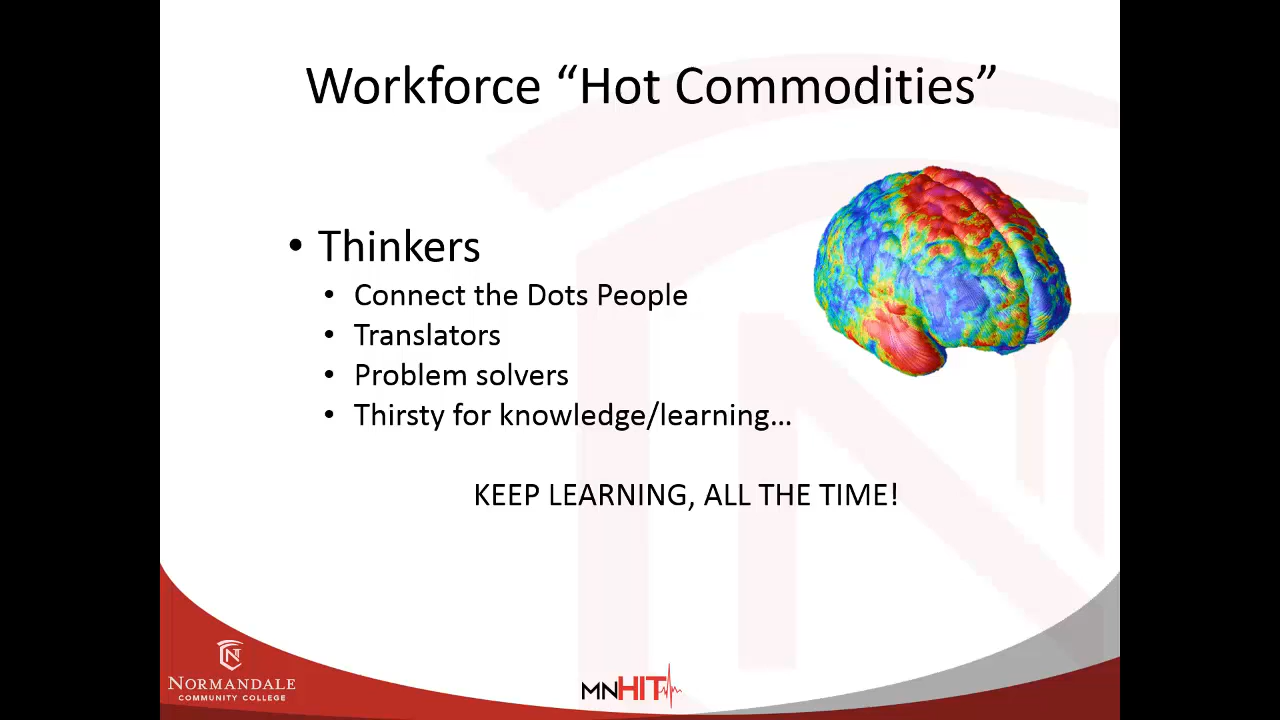 Workforce “Hot Commodities”
• Thinkers
• Connect the Dots People
• Translators
• Problem solvers
• Thirsty for knowledge/learning…
KEEP LEARNING, ALL THE TIME!
N
NORMANDALE
COMMUNITY COLLEGE
MNHIT